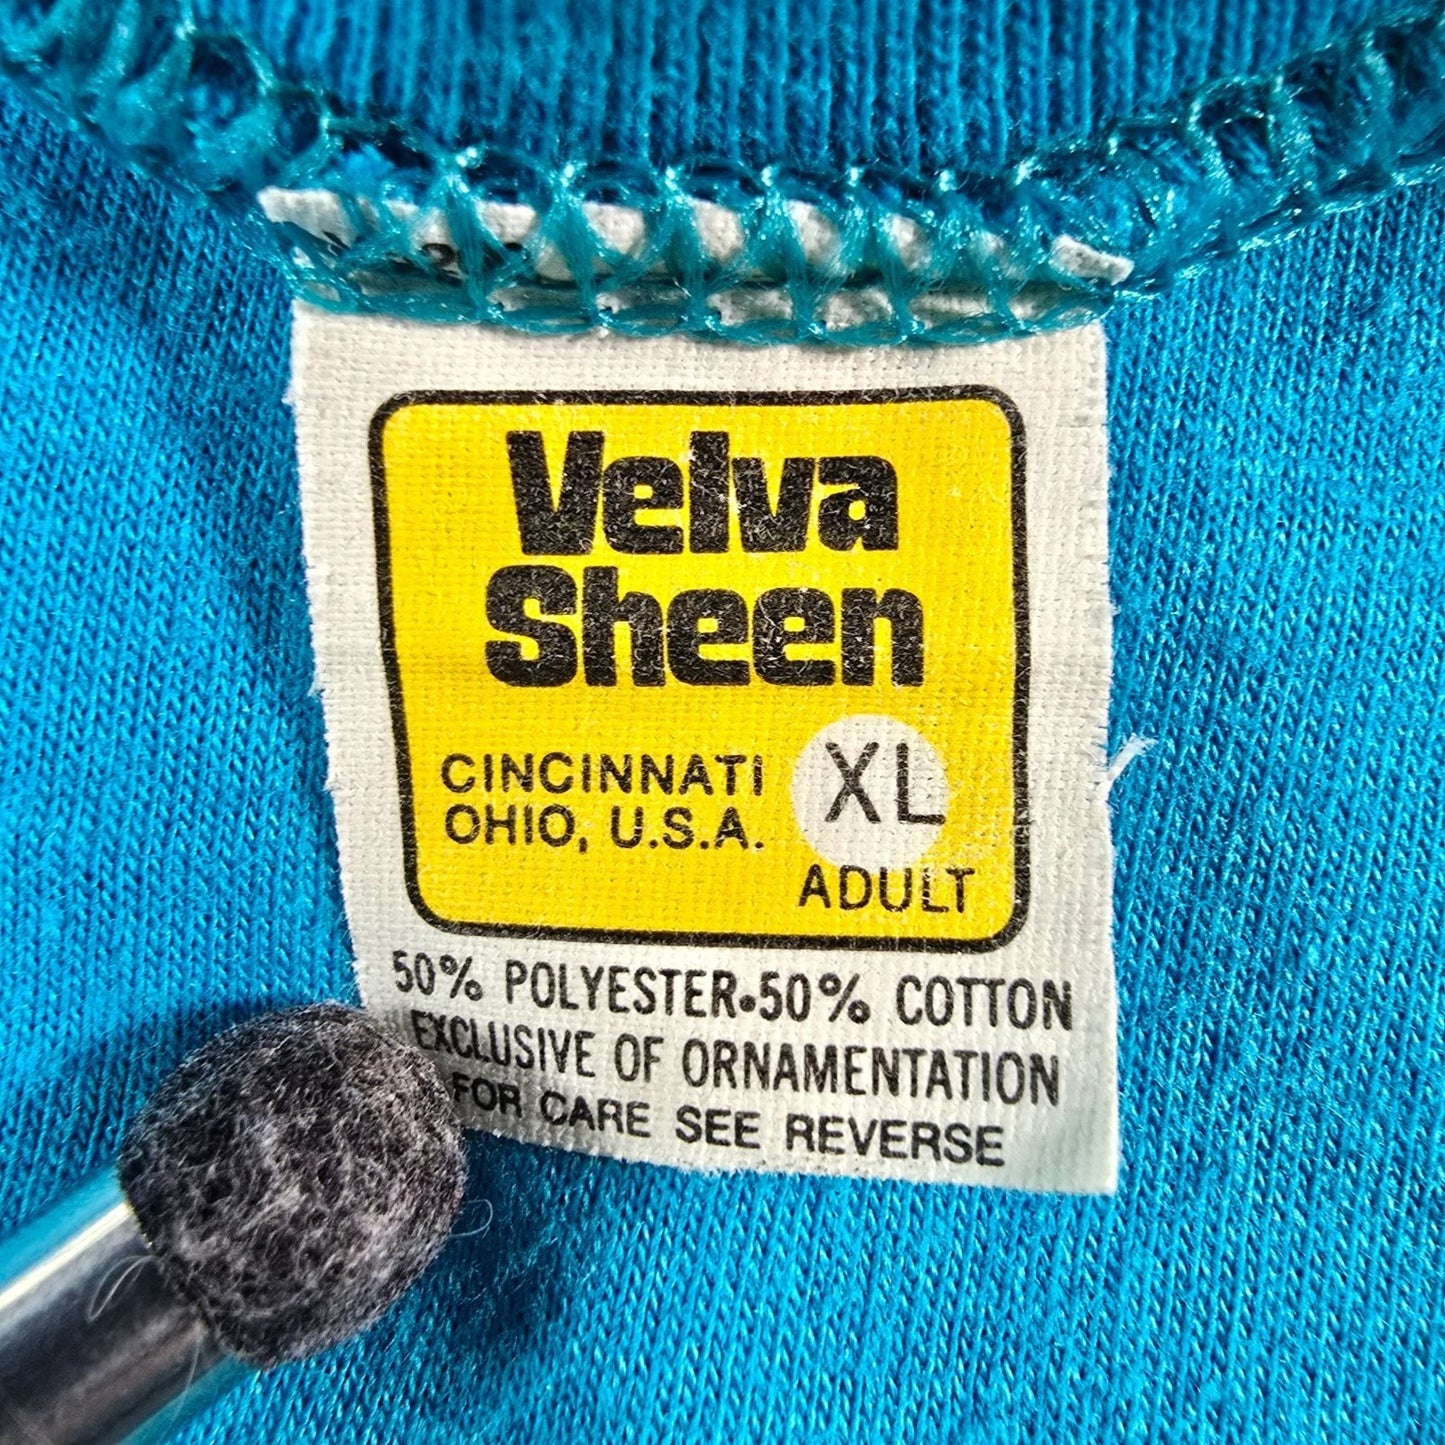 Velva
Sheen
CINCINNATI
OHIO, U.S.A.
XL
ADULT
50% POLYESTER•50% COTTON
EXCLUSIVE OF ORNAMENTATION
FOR CARE SEE REVERSE